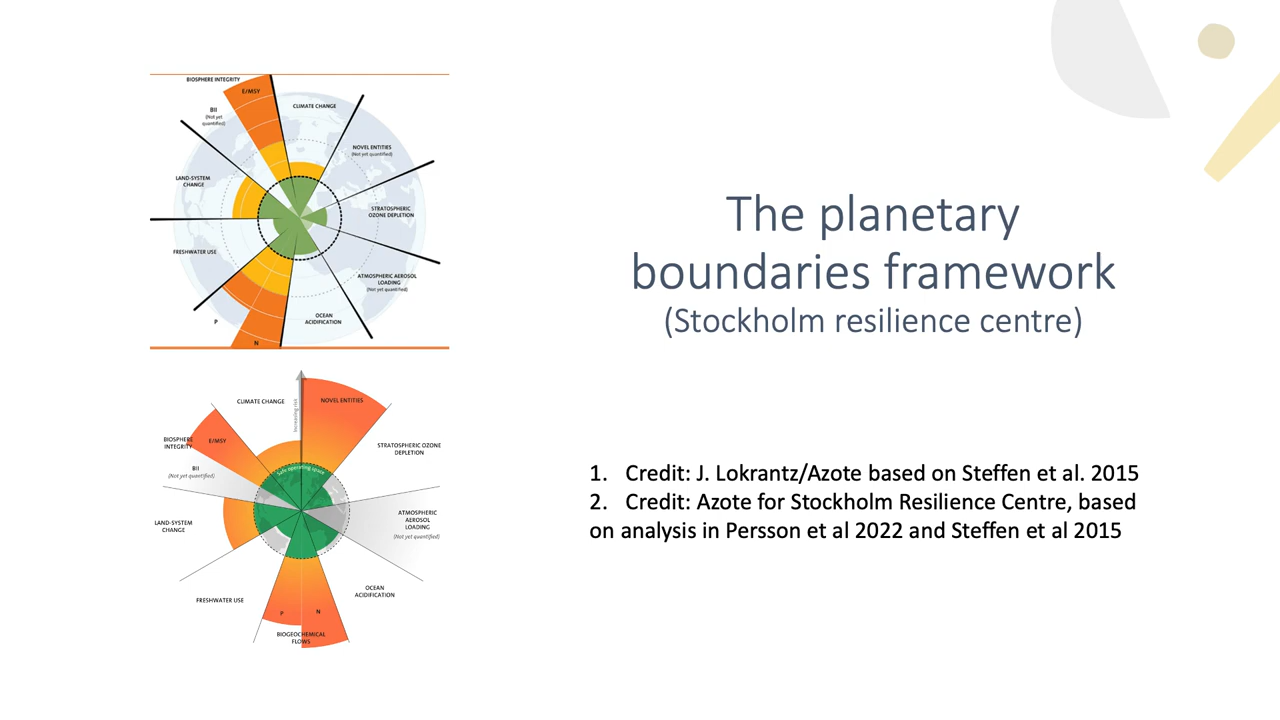 BIOSPHERE INTEGRITY
E/MSY
CLIMATE CHANGE
BII
(Not yet
quantified)
NOVEL ENTITIES
(Not yet quantified)
LAND-SYSTEM
CHANGE
STRATOSPHERIC
OZONE DEPLETION
FRESHWATER USE
ATMOSPHERIC AEROSOL
LOADING
(Not yet quantified)
P
OCEAN
ACIDIFICATION
N
The planetary
boundaries framework
(Stockholm resilience centre)
CLIMATE CHANGE
Increasing risk
NOVEL ENTITIES
BIOSPHERE
INTEGRITY
E/MSY
STRATOSPHERIC OZONE
DEPLETION
BII
(Not yet quantified)
Safe operating space
LAND-SYSTEM
CHANGE
ATMOSPHERIC
AEROSOL
LOADING
(Not yet quantified)
FRESHWATER USE
OCEAN
ACIDIFICATION
P
N
BIOGEOCHEMICAL
FLOWS
1. Credit: J. Lokrantz/Azote based on Steffen et al. 2015
2. Credit: Azote for Stockholm Resilience Centre, based
on analysis in Persson et al 2022 and Steffen et al 2015